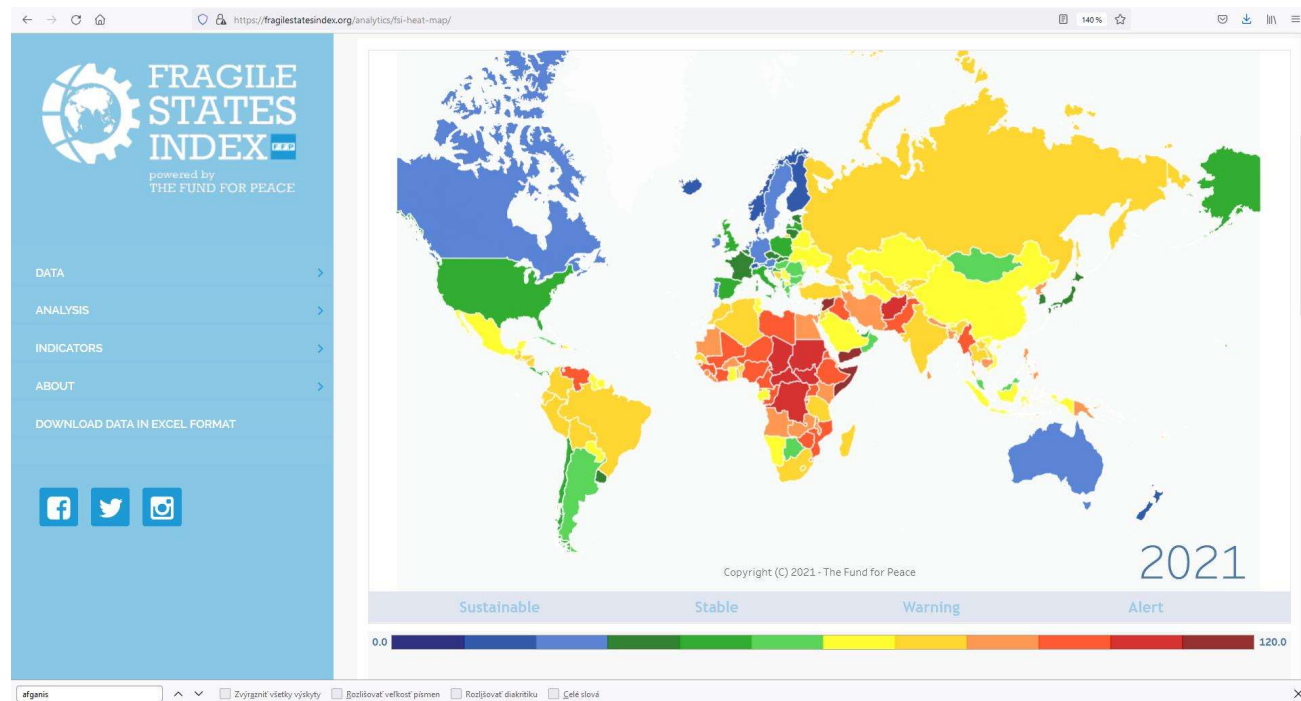 https://fragilestatesindex.org/analytics/fsi-heat-map/
140 %
FRAGILE
STATES
INDEX FFP
powered by
THE FUND FOR PEACE
DATA
ANALYSIS
INDICATORS
ABOUT
DOWNLOAD DATA IN EXCEL FORMAT
2021
Copyright (C) 2021 - The Fund for Peace
Sustainable Stable Warning Alert
0.0 120.0
afganis
Zvýrazniť všetky výskyty Rozlišovať veľkosť písmen Rozlišovať diakritiku Celé slová